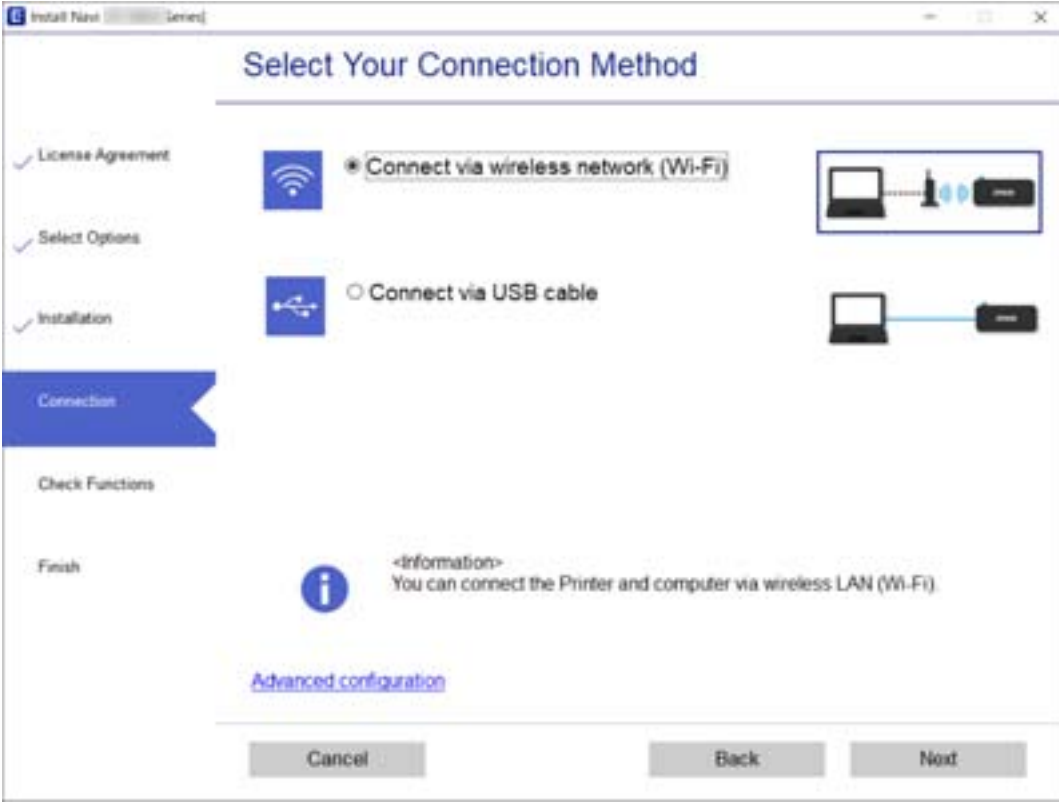 Install Navi Series]
Select Your Connection Method
License Agreement
Select Options
Installation
Connection
Check Functions
Finish
Connect via wireless network (Wi-Fi)
Connect via USB cable
<Information>
You can connect the Printer and computer via wireless LAN (Wi-Fi).
Advanced configuration
Cancel
Back
Next